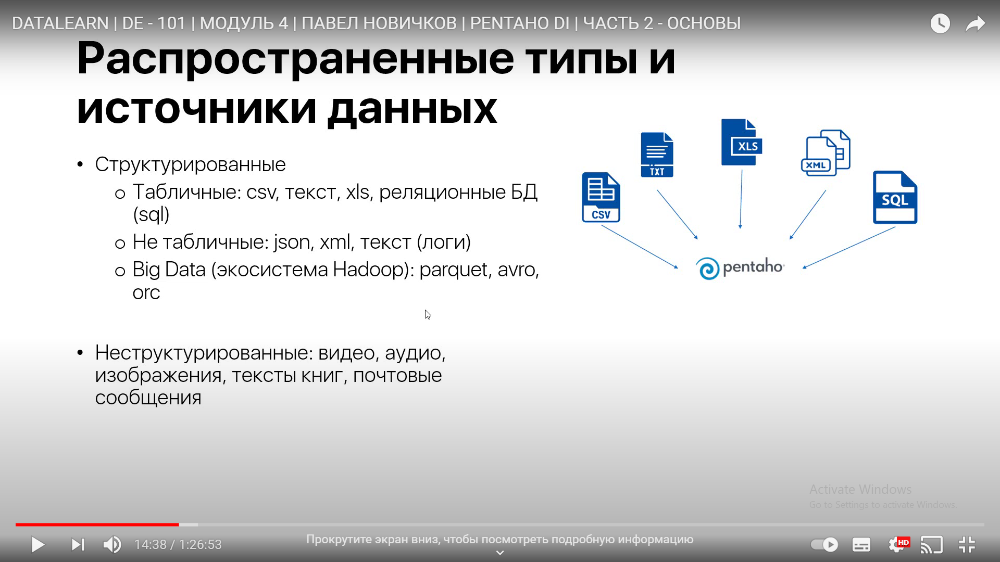 DATALEARN | DE - 101 | МОДУЛЬ 4 | ПАВЕЛ НОВИЧКОВ | PENTAHO DI | ЧАСТЬ 2 - ОСНОВЫ
Распространенные типы и
источники данных
• Структурированные
o Табличные: csv, текст, xls, реляционные БД
(sql)
o Не табличные: json, xml, текст (логи)
o Big Data (экосистема Hadoop): parquet, avro,
orc
• Неструктурированные: видео, аудио,
изображения, тексты книг, почтовые
сообщения
CSV
TXT
XLS
XML
SQL
pentaho
Activate Windows
Go to Settings to activate Windows.
14:38 / 1:26:53
Прокрутите экран вниз, чтобы посмотреть подробную информацию
HD